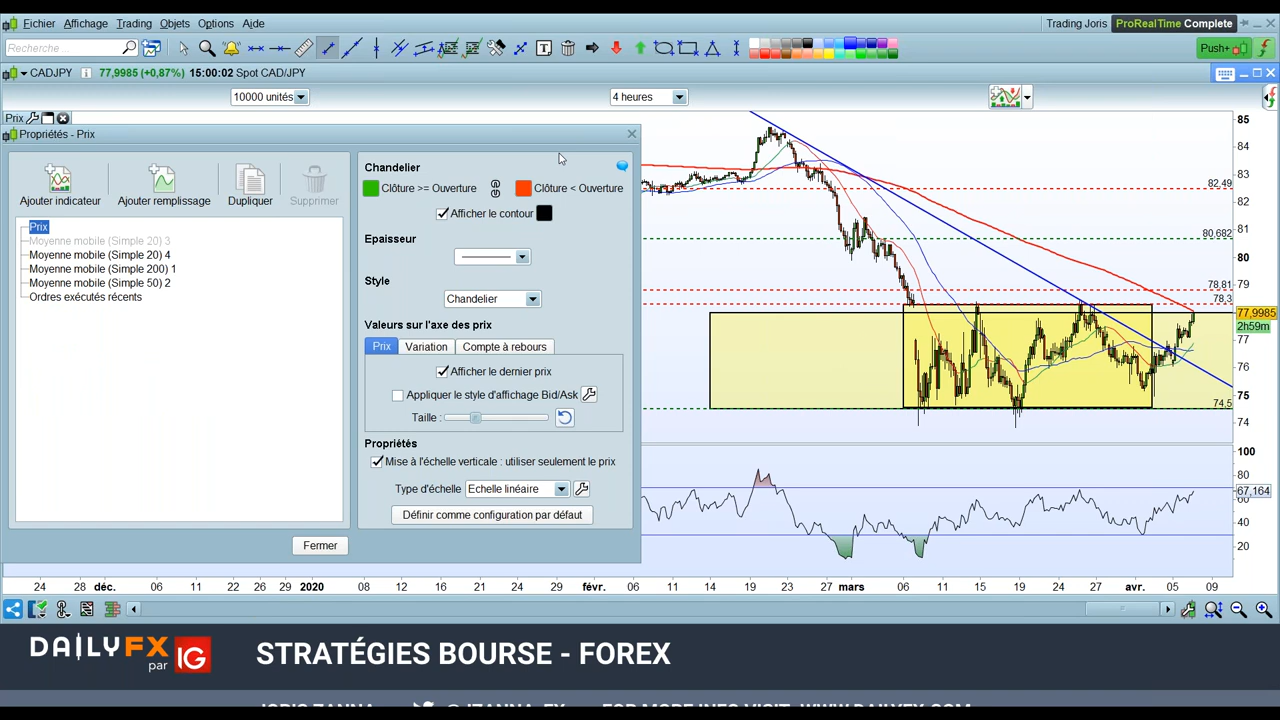 Fichier Affichage Trading Objets Options Aide
Trading Joris ProRealTime Complete
Recherche...
Push+
CADJPY 77,9985 (+0,87%) 15:00:02 Spot CAD/JPY
10000 unités 4 heures
Prix
Propriétés - Prix
Ajouter indicateur Ajouter remplissage Dupliquer Supprimer
Prix
Moyenne mobile (Simple 20) 3
Moyenne mobile (Simple 20) 4
Moyenne mobile (Simple 200) 1
Moyenne mobile (Simple 50) 2
Ordres exécutés récents
Chandelier
Clôture >= Ouverture Clôture < Ouverture
Afficher le contour
Epaisseur
Style
Chandelier
Valeurs sur l'axe des prix
Prix Variation Compte à rebours
Afficher le dernier prix
Appliquer le style d'affichage Bid/Ask
Taille :
Propriétés
Mise à l'échelle verticale : utiliser seulement le prix
Type d'échelle Echelle linéaire
Définir comme configuration par défaut
Fermer
85
84
83
82,49
82
81
80,682
80
79
78,81
78,3
77,9985
2h59m
77
76
75
74,5
74
100
80
67,164
60
40
20
24 28 déc. 06 11 16 22 26 29 2020 08 13 16 21 24 29 févr. 06 11 13 18 20 23 27 mars 06 10 15 19 24 27 avr. 05 09
DAILYFX
par IG
STRATÉGIES BOURSE - FOREX